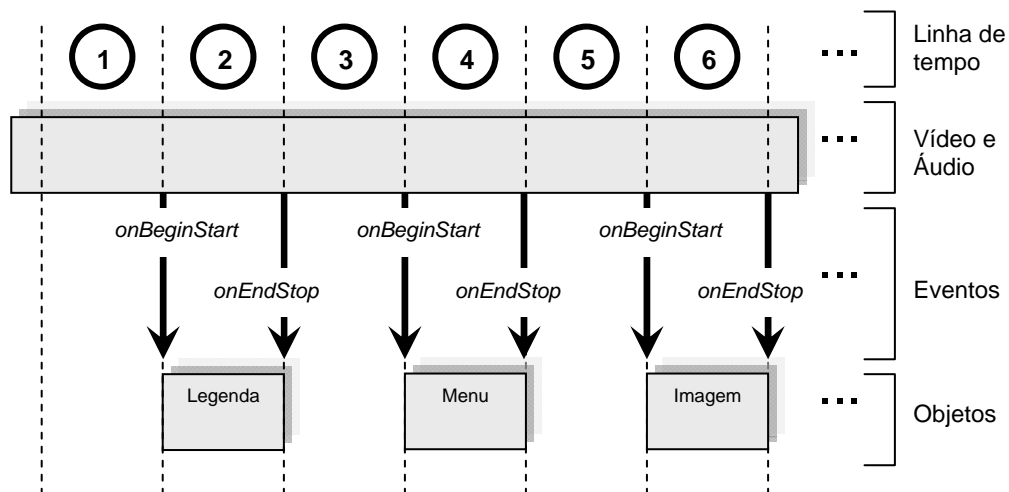 1 2 3 4 5 6 ... Linha de
tempo
... Vídeo e
Áudio
onBeginStart onBeginStart onBeginStart
...
onEndStop onEndStop onEndStop Eventos
Legenda Menu Imagem ...
Objetos